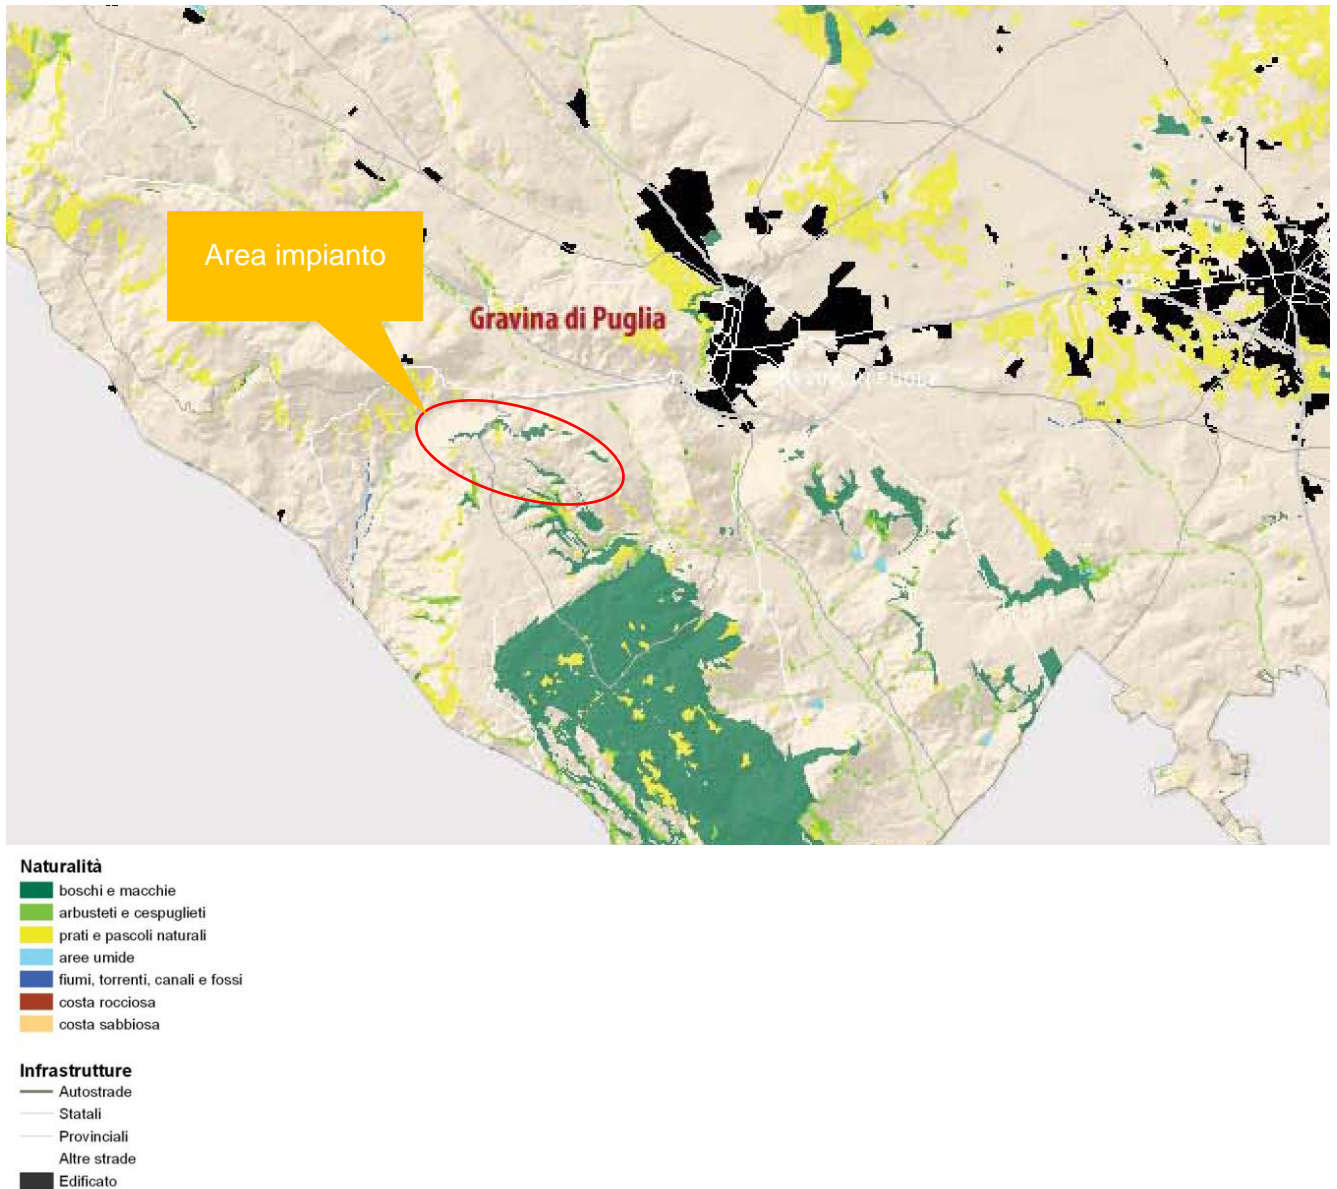 Area impianto
Gravina di Puglia
Naturalità
boschi e macchie
arbusteti e cespuglieti
prati e pascoli naturali
aree umide
fiumi, torrenti, canali e fossi
costa rocciosa
costa sabbiosa
Infrastrutture
Autostrade
Statali
Provinciali
Altre strade
Edificato